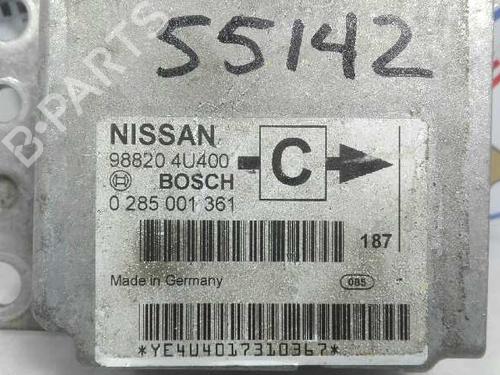 55142
B-PARTS
NISSAN
98820 4U400
C
BOSCH
0 285 001 361
187
Made in Germany
085
*YE4U4017310367*